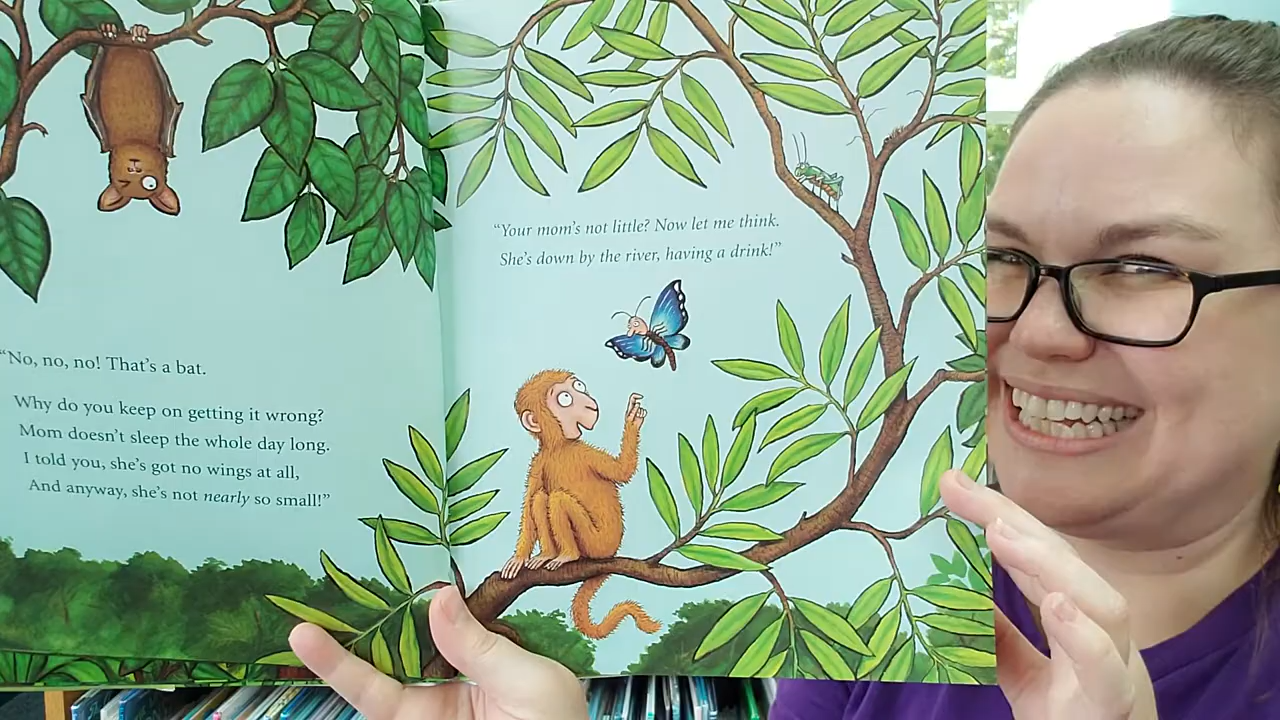 "No, no, no! That's a bat.
Why do you keep on getting it wrong?
Mom doesn't sleep the whole day long.
I told you, she's got no wings at all,
And anyway, she's not nearly so small!"
"Your mom's not little? Now let me think.
She's down by the river, having a drink!"